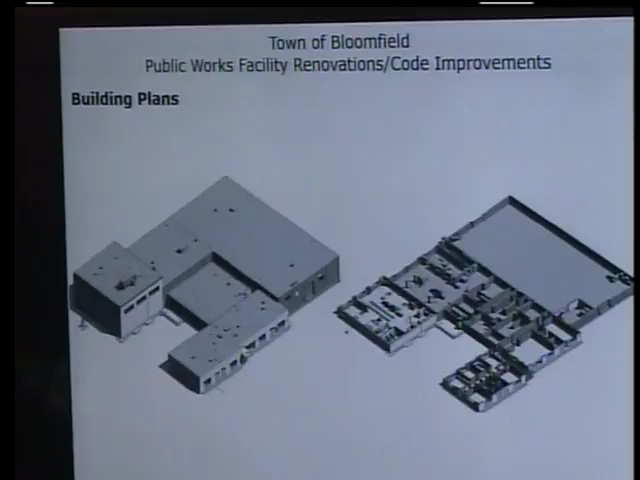 Town of Bloomfield
Public Works Facility Renovations/Code Improvements
Building Plans